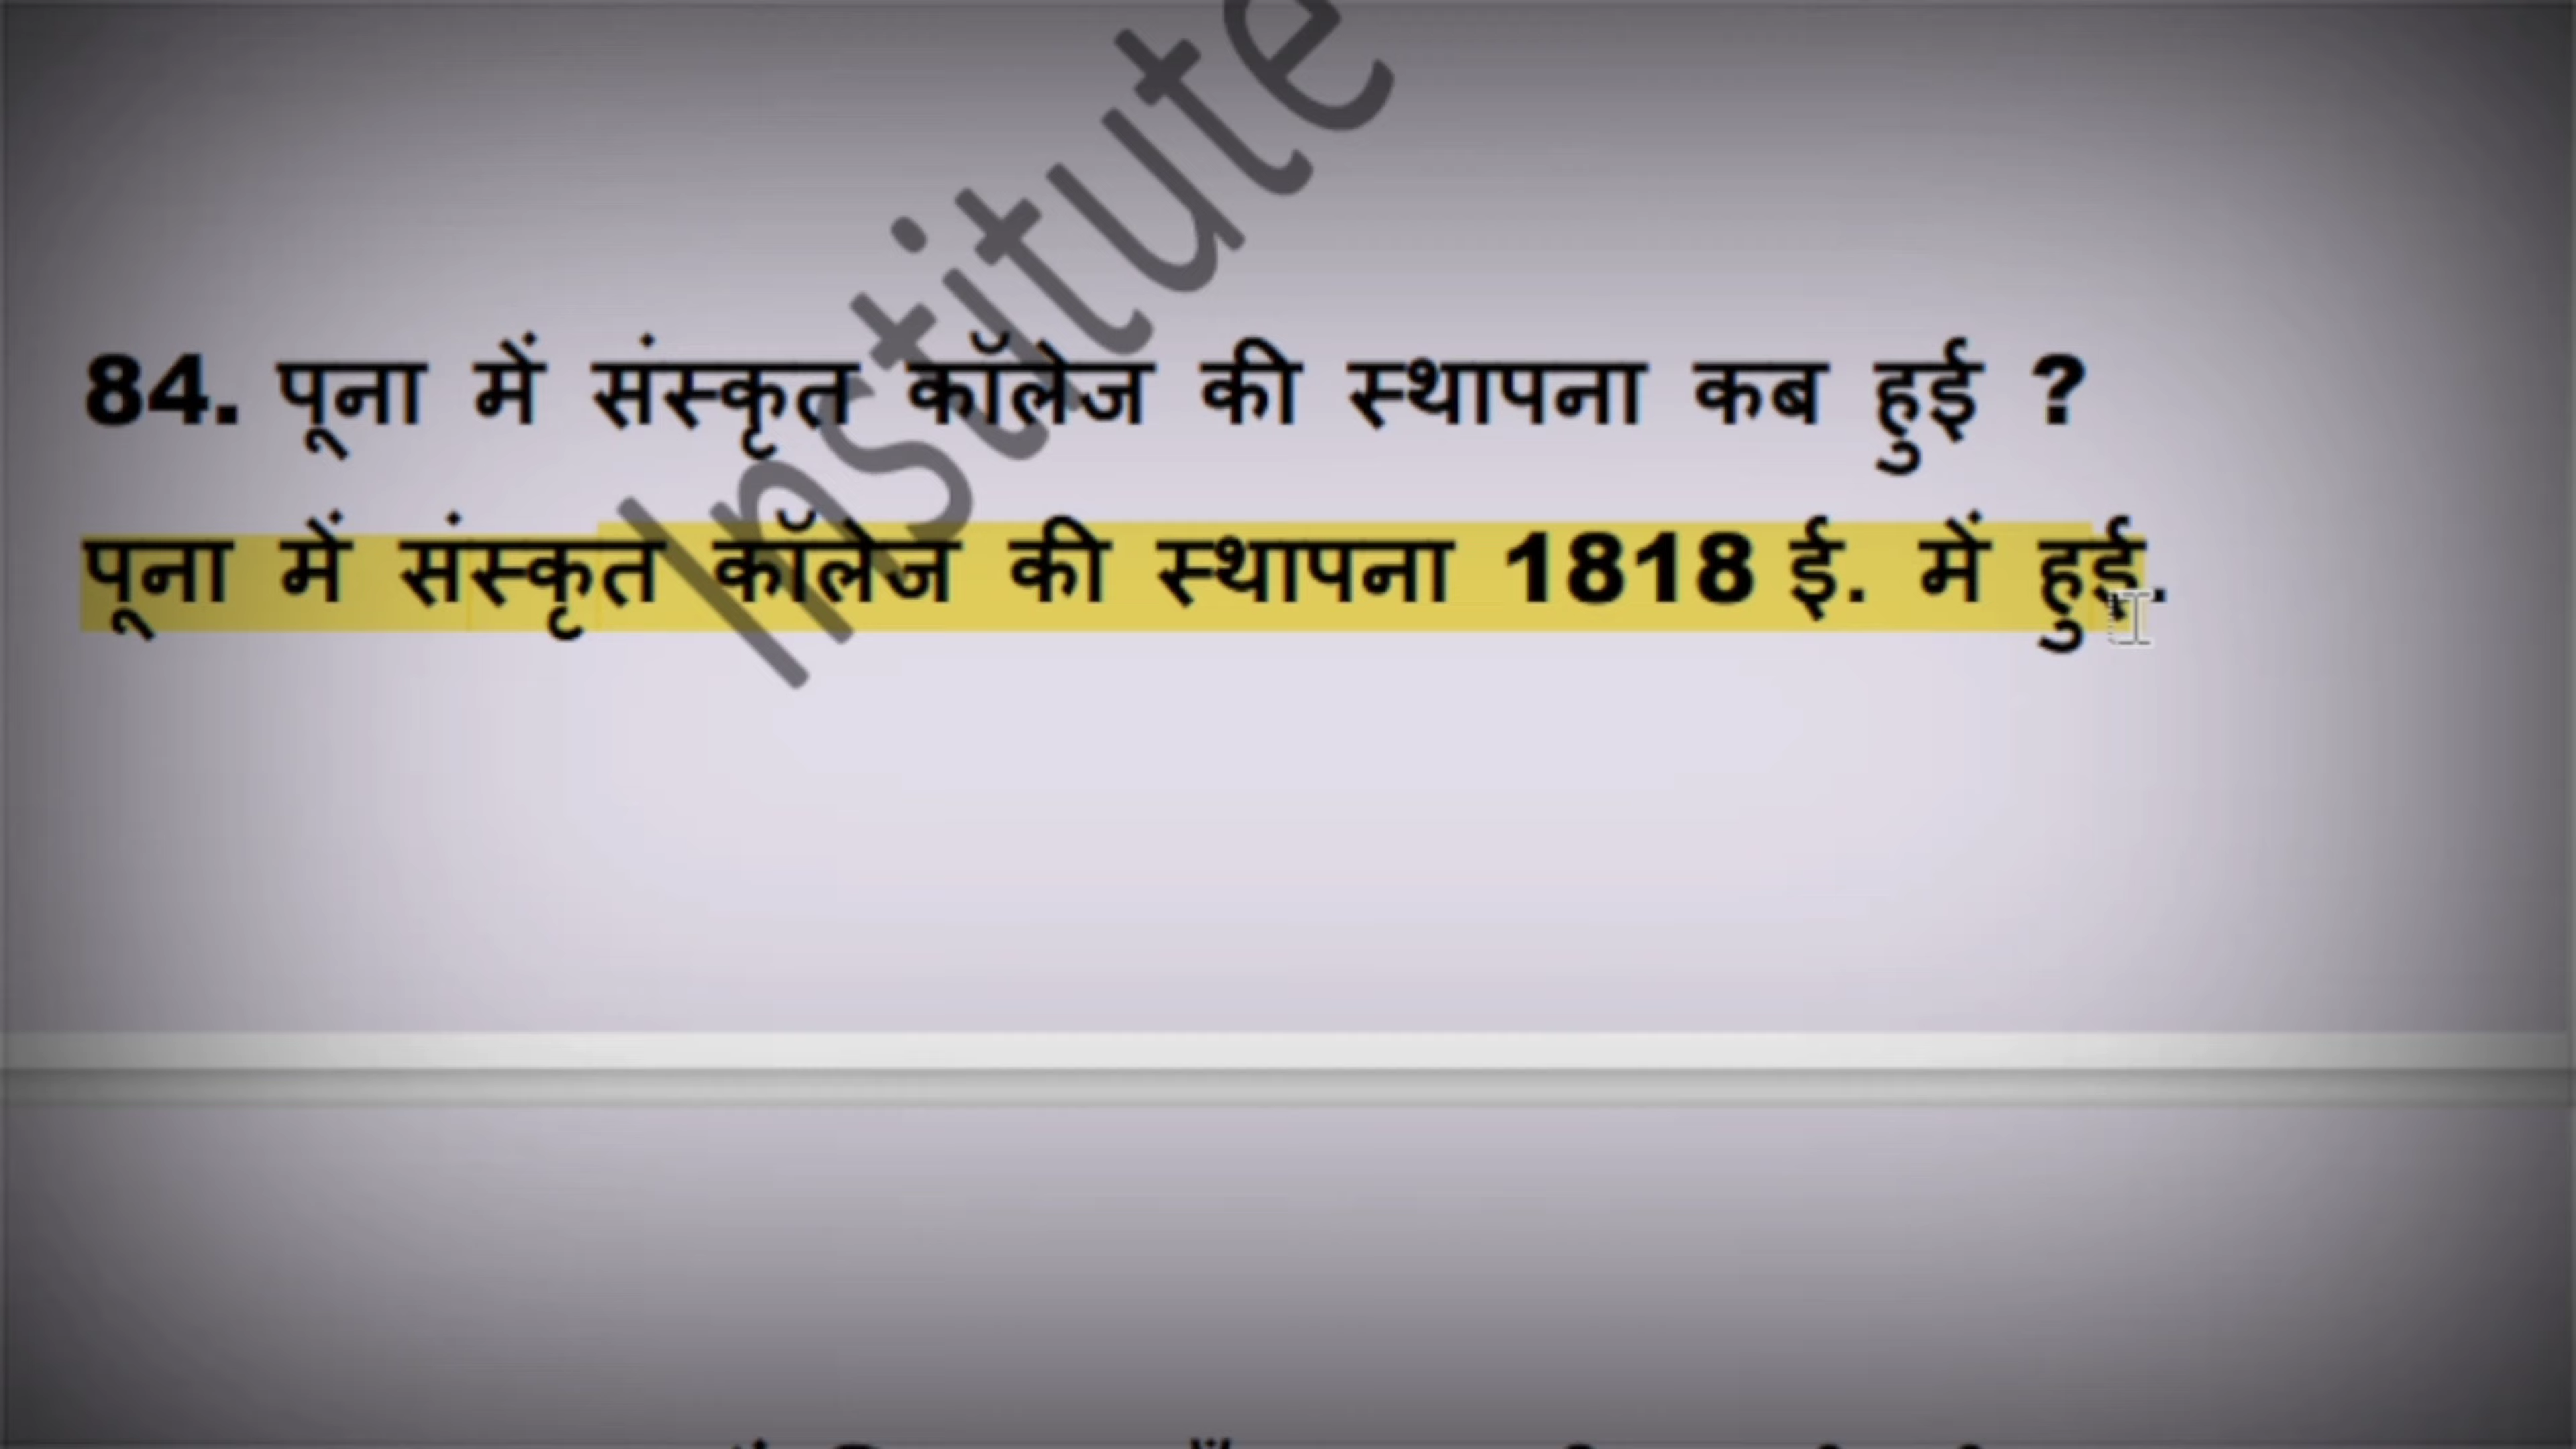 Institute
84. पूना में संस्कृत कॉलेज की स्थापना कब हुई ?
पूना में संस्कृत कॉलेज की स्थापना 1818 ई. में हुई.